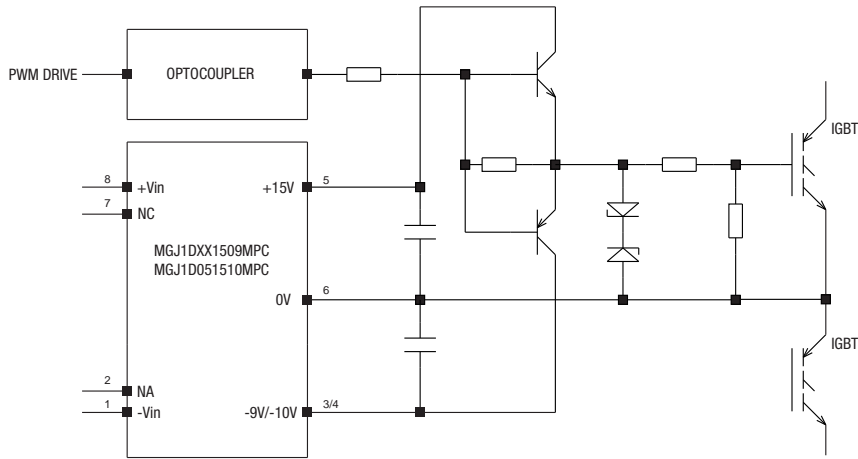 PWM DRIVE
OPTOCOUPLER
IGBT
8
+Vin
+15V
5
7
NC
MGJ1DXX1509MPC
MGJ1D051510MPC
0V
6
IGBT
2
NA
1
-Vin
-9V/-10V
3/4